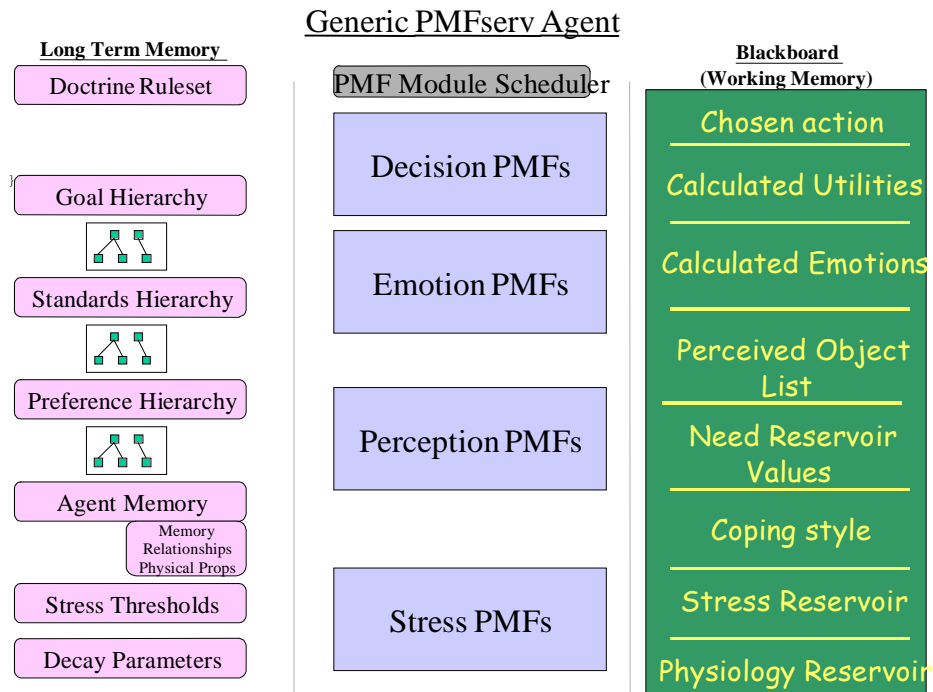 Generic PMFserv Agent
Long Term Memory
Doctrine Ruleset
}
Goal Hierarchy
Standards Hierarchy
Preference Hierarchy
Agent Memory
Memory
Relationships
Physical Props
Stress Thresholds
Decay Parameters
PMF Module Scheduler
Decision PMFs
Emotion PMFs
Perception PMFs
Stress PMFs
Blackboard
(Working Memory)
Chosen action
Calculated Utilities
Calculated Emotions
Perceived Object
List
Need Reservoir
Values
Coping style
Stress Reservoir
Physiology Reservoir